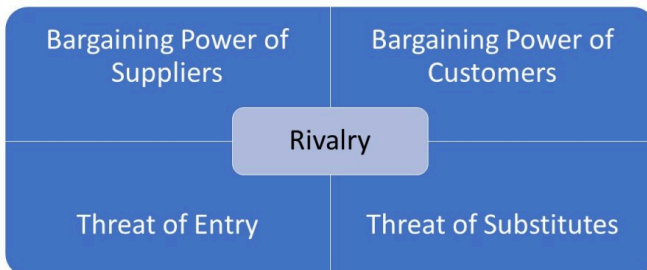 Bargaining Power of
Suppliers
Bargaining Power of
Customers
Rivalry
Threat of Entry
Threat of Substitutes